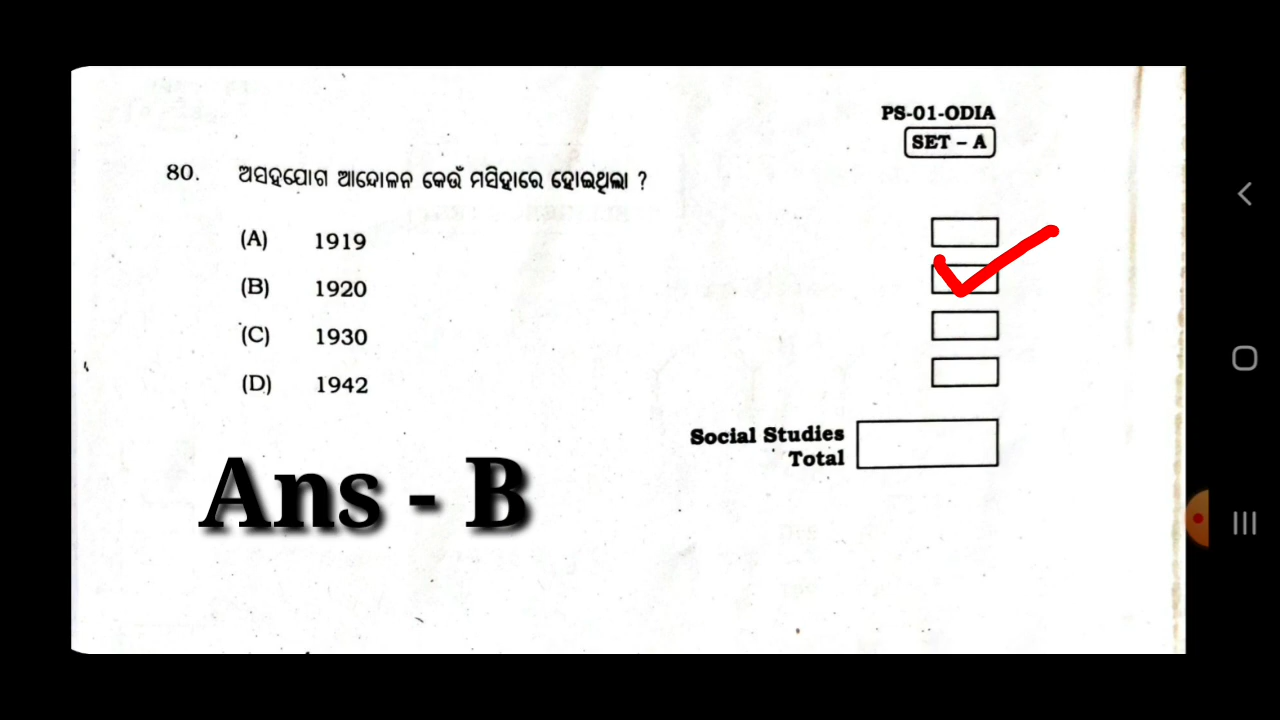 PS-01-ODIA
SET – A
80. ଅସହଯୋଗ ଆନ୍ଦୋଳନ କେଉଁ ମସିହାରେ ହୋଇଥିଲା ?
(A) 1919
(B) 1920
(C) 1930
(D) 1942
Social Studies
Total
Ans - B